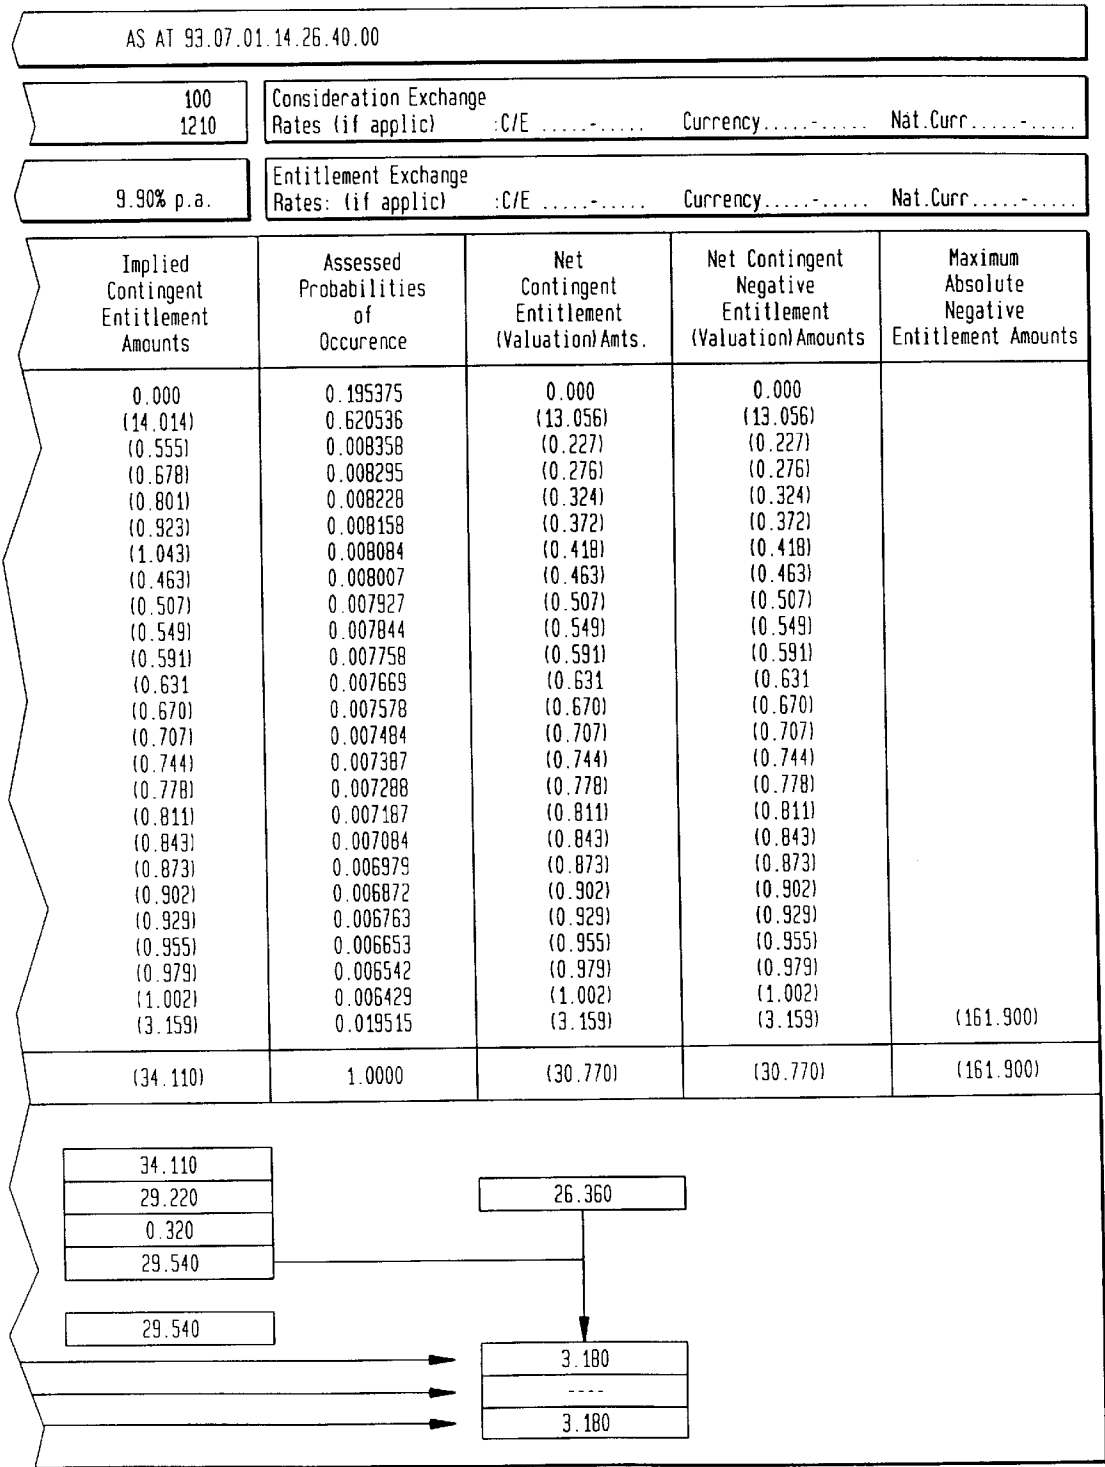 AS AT 93.07.01.14.26.40.00
100
1210
Consideration Exchange
Rates (if applic) :C/E .....-..... Currency.....-..... Nat.Curr.....-.....
9.90% p.a.
Entitlement Exchange
Rates: (if applic) :C/E .....-..... Currency.....-..... Nat.Curr.....-.....
Implied
Contingent
Entitlement
Amounts
Assessed
Probabilities
of
Occurence
Net
Contingent
Entitlement
(Valuation)Amts.
Net Contingent
Negative
Entitlement
(Valuation)Amounts
Maximum
Absolute
Negative
Entitlement Amounts
0.000 0.195375 0.000 0.000
(14.014) 0.620536 (13.056) (13.056)
(0.555) 0.008358 (0.227) (0.227)
(0.678) 0.008295 (0.276) (0.276)
(0.801) 0.008228 (0.324) (0.324)
(0.923) 0.008158 (0.372) (0.372)
(1.043) 0.008084 (0.418) (0.418)
(0.463) 0.008007 (0.463) (0.463)
(0.507) 0.007927 (0.507) (0.507)
(0.549) 0.007844 (0.549) (0.549)
(0.591) 0.007758 (0.591) (0.591)
(0.631 0.007669 (0.631 (0.631
(0.670) 0.007578 (0.670) (0.670)
(0.707) 0.007484 (0.707) (0.707)
(0.744) 0.007387 (0.744) (0.744)
(0.778) 0.007288 (0.778) (0.778)
(0.811) 0.007187 (0.811) (0.811)
(0.843) 0.007084 (0.843) (0.843)
(0.873) 0.006979 (0.873) (0.873)
(0.902) 0.006872 (0.902) (0.902)
(0.929) 0.006763 (0.929) (0.929)
(0.955) 0.006653 (0.955) (0.955)
(0.979) 0.006542 (0.979) (0.979)
(1.002) 0.006429 (1.002) (1.002)
(3.159) 0.019515 (3.159) (3.159) (161.900)
(34.110) 1.0000 (30.770) (30.770) (161.900)
34.110
29.220 26.360
0.320
29.540
29.540
3.180
----
3.180